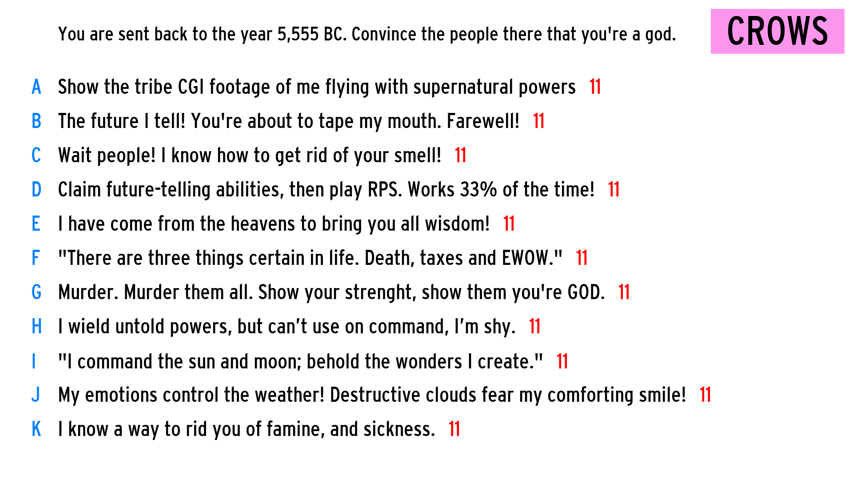 You are sent back to the year 5,555 BC. Convince the people there that you're a god.
CROWS
A Show the tribe CGI footage of me flying with supernatural powers 11
B The future I tell! You're about to tape my mouth. Farewell! 11
C Wait people! I know how to get rid of your smell! 11
D Claim future-telling abilities, then play RPS. Works 33% of the time! 11
E I have come from the heavens to bring you all wisdom! 11
F "There are three things certain in life. Death, taxes and EWOW." 11
G Murder. Murder them all. Show your strenght, show them you're GOD. 11
H I wield untold powers, but can’t use on command, I’m shy. 11
I "I command the sun and moon; behold the wonders I create." 11
J My emotions control the weather! Destructive clouds fear my comforting smile! 11
K I know a way to rid you of famine, and sickness. 11